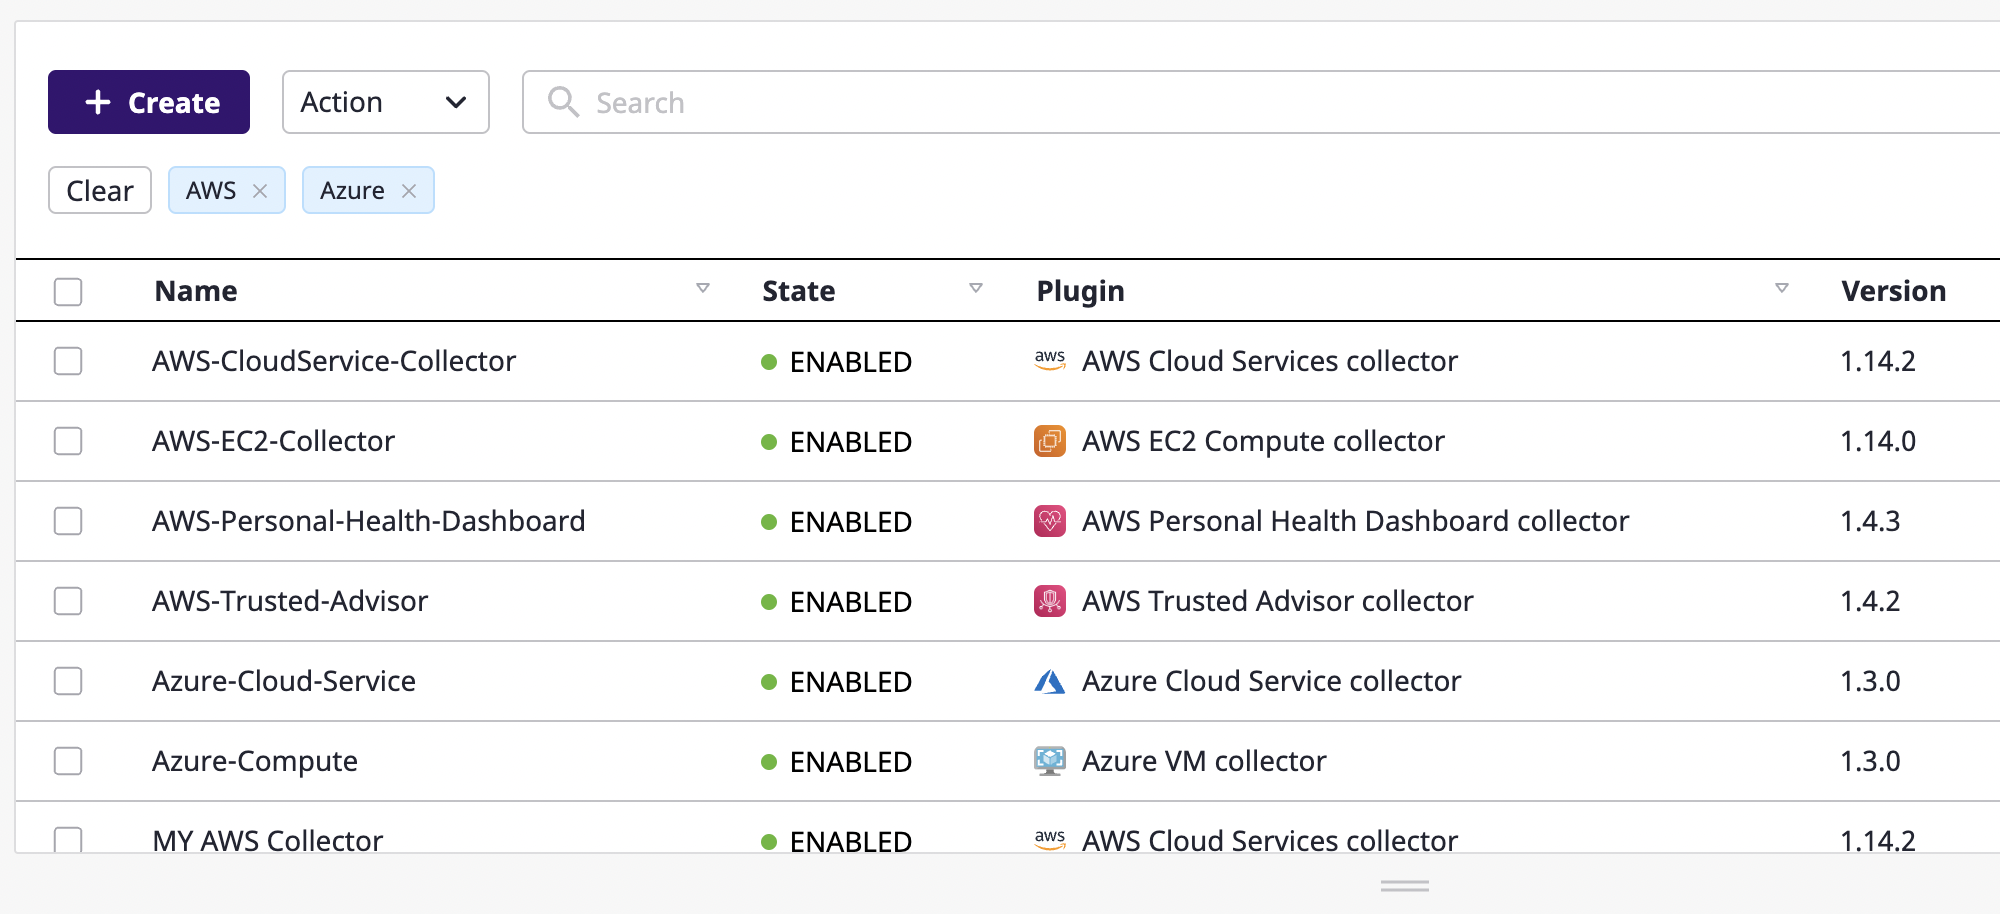 + Create Action Search
Clear AWS × Azure ×
Name State Plugin Version
AWS-CloudService-Collector ENABLED aws AWS Cloud Services collector 1.14.2
AWS-EC2-Collector ENABLED AWS EC2 Compute collector 1.14.0
AWS-Personal-Health-Dashboard ENABLED AWS Personal Health Dashboard collector 1.4.3
AWS-Trusted-Advisor ENABLED AWS Trusted Advisor collector 1.4.2
Azure-Cloud-Service ENABLED Azure Cloud Service collector 1.3.0
Azure-Compute ENABLED Azure VM collector 1.3.0
MY AWS Collector ENABLED aws AWS Cloud Services collector 1.14.2